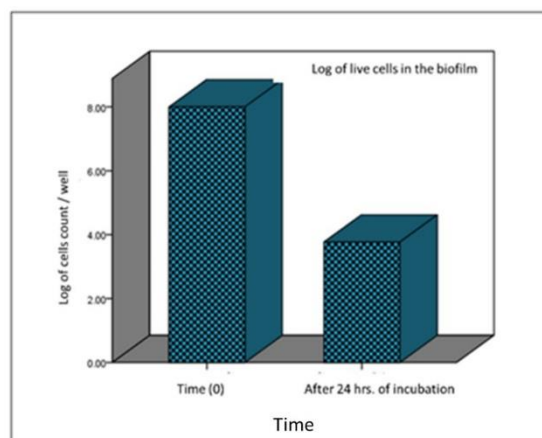 Log of live cells in the biofilm
Log of cells count / well
8.00
6.00
4.00
2.00
0.00
Time (0)
After 24 hrs. of incubation
Time